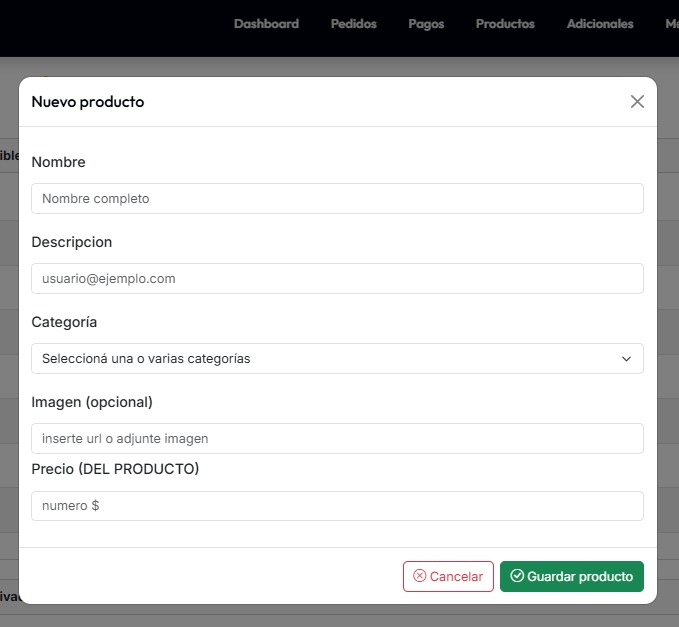 Dashboard Pedidos Pagos Productos Adicionales
Nuevo producto
Nombre
Nombre completo
Descripcion
usuario@ejemplo.com
Categoría
Seleccioná una o varias categorías
Imagen (opcional)
inserte url o adjunte imagen
Precio (DEL PRODUCTO)
numero $
Cancelar Guardar producto